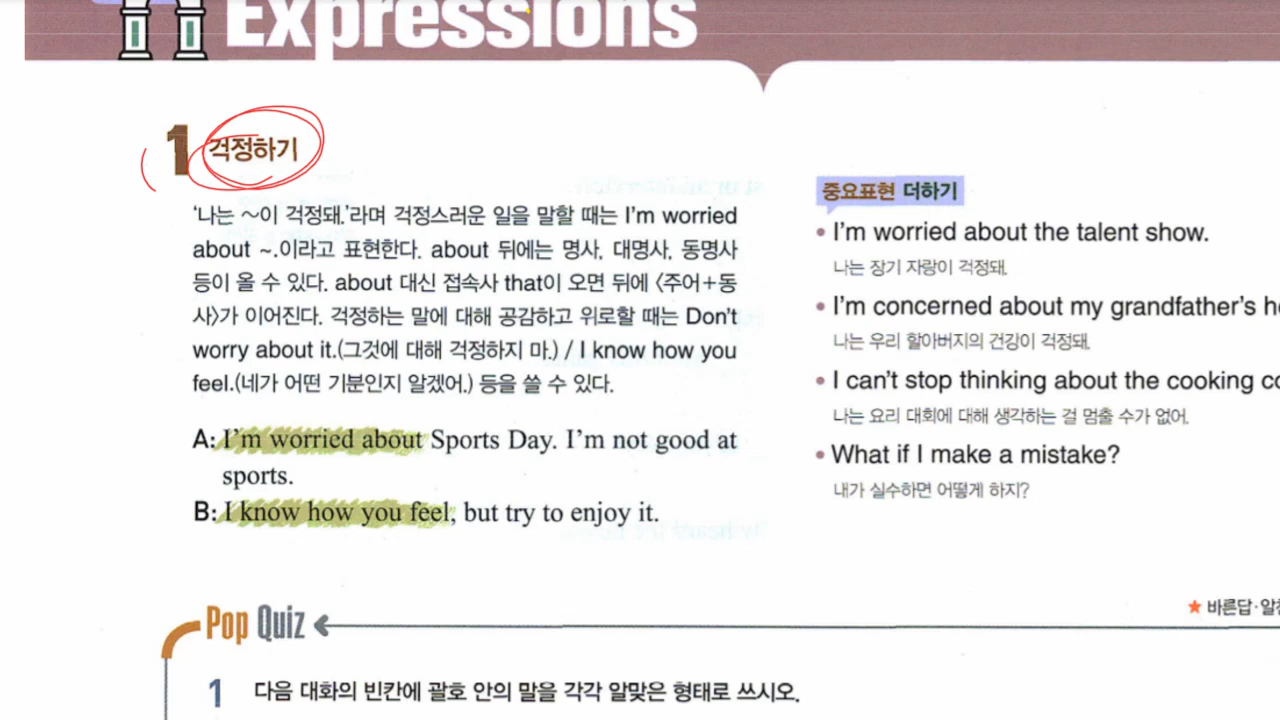 Expressions
1 걱정하기
'나는 ~이 걱정돼.'라며 걱정스러운 일을 말할 때는 I'm worried
about ~.이라고 표현한다. about 뒤에는 명사, 대명사, 동명사
등이 올 수 있다. about 대신 접속사 that이 오면 뒤에 〈주어+동
사〉가 이어진다. 걱정하는 말에 대해 공감하고 위로할 때는 Don't
worry about it.(그것에 대해 걱정하지 마.) / I know how you
feel.(네가 어떤 기분인지 알겠어.) 등을 쓸 수 있다.
A: I'm worried about Sports Day. I'm not good at
sports.
B: I know how you feel, but try to enjoy it.
중요표현 더하기
• I'm worried about the talent show.
나는 장기 자랑이 걱정돼.
• I'm concerned about my grandfather's
나는 우리 할아버지의 건강이 걱정돼.
• I can't stop thinking about the cooking
나는 요리 대회에 대해 생각하는 걸 멈출 수가 없어.
• What if I make a mistake?
내가 실수하면 어떻게 하지?
Pop Quiz
★ 바른답·
1 다음 대화의 빈칸에 괄호 안의 말을 각각 알맞은 형태로 쓰시오.